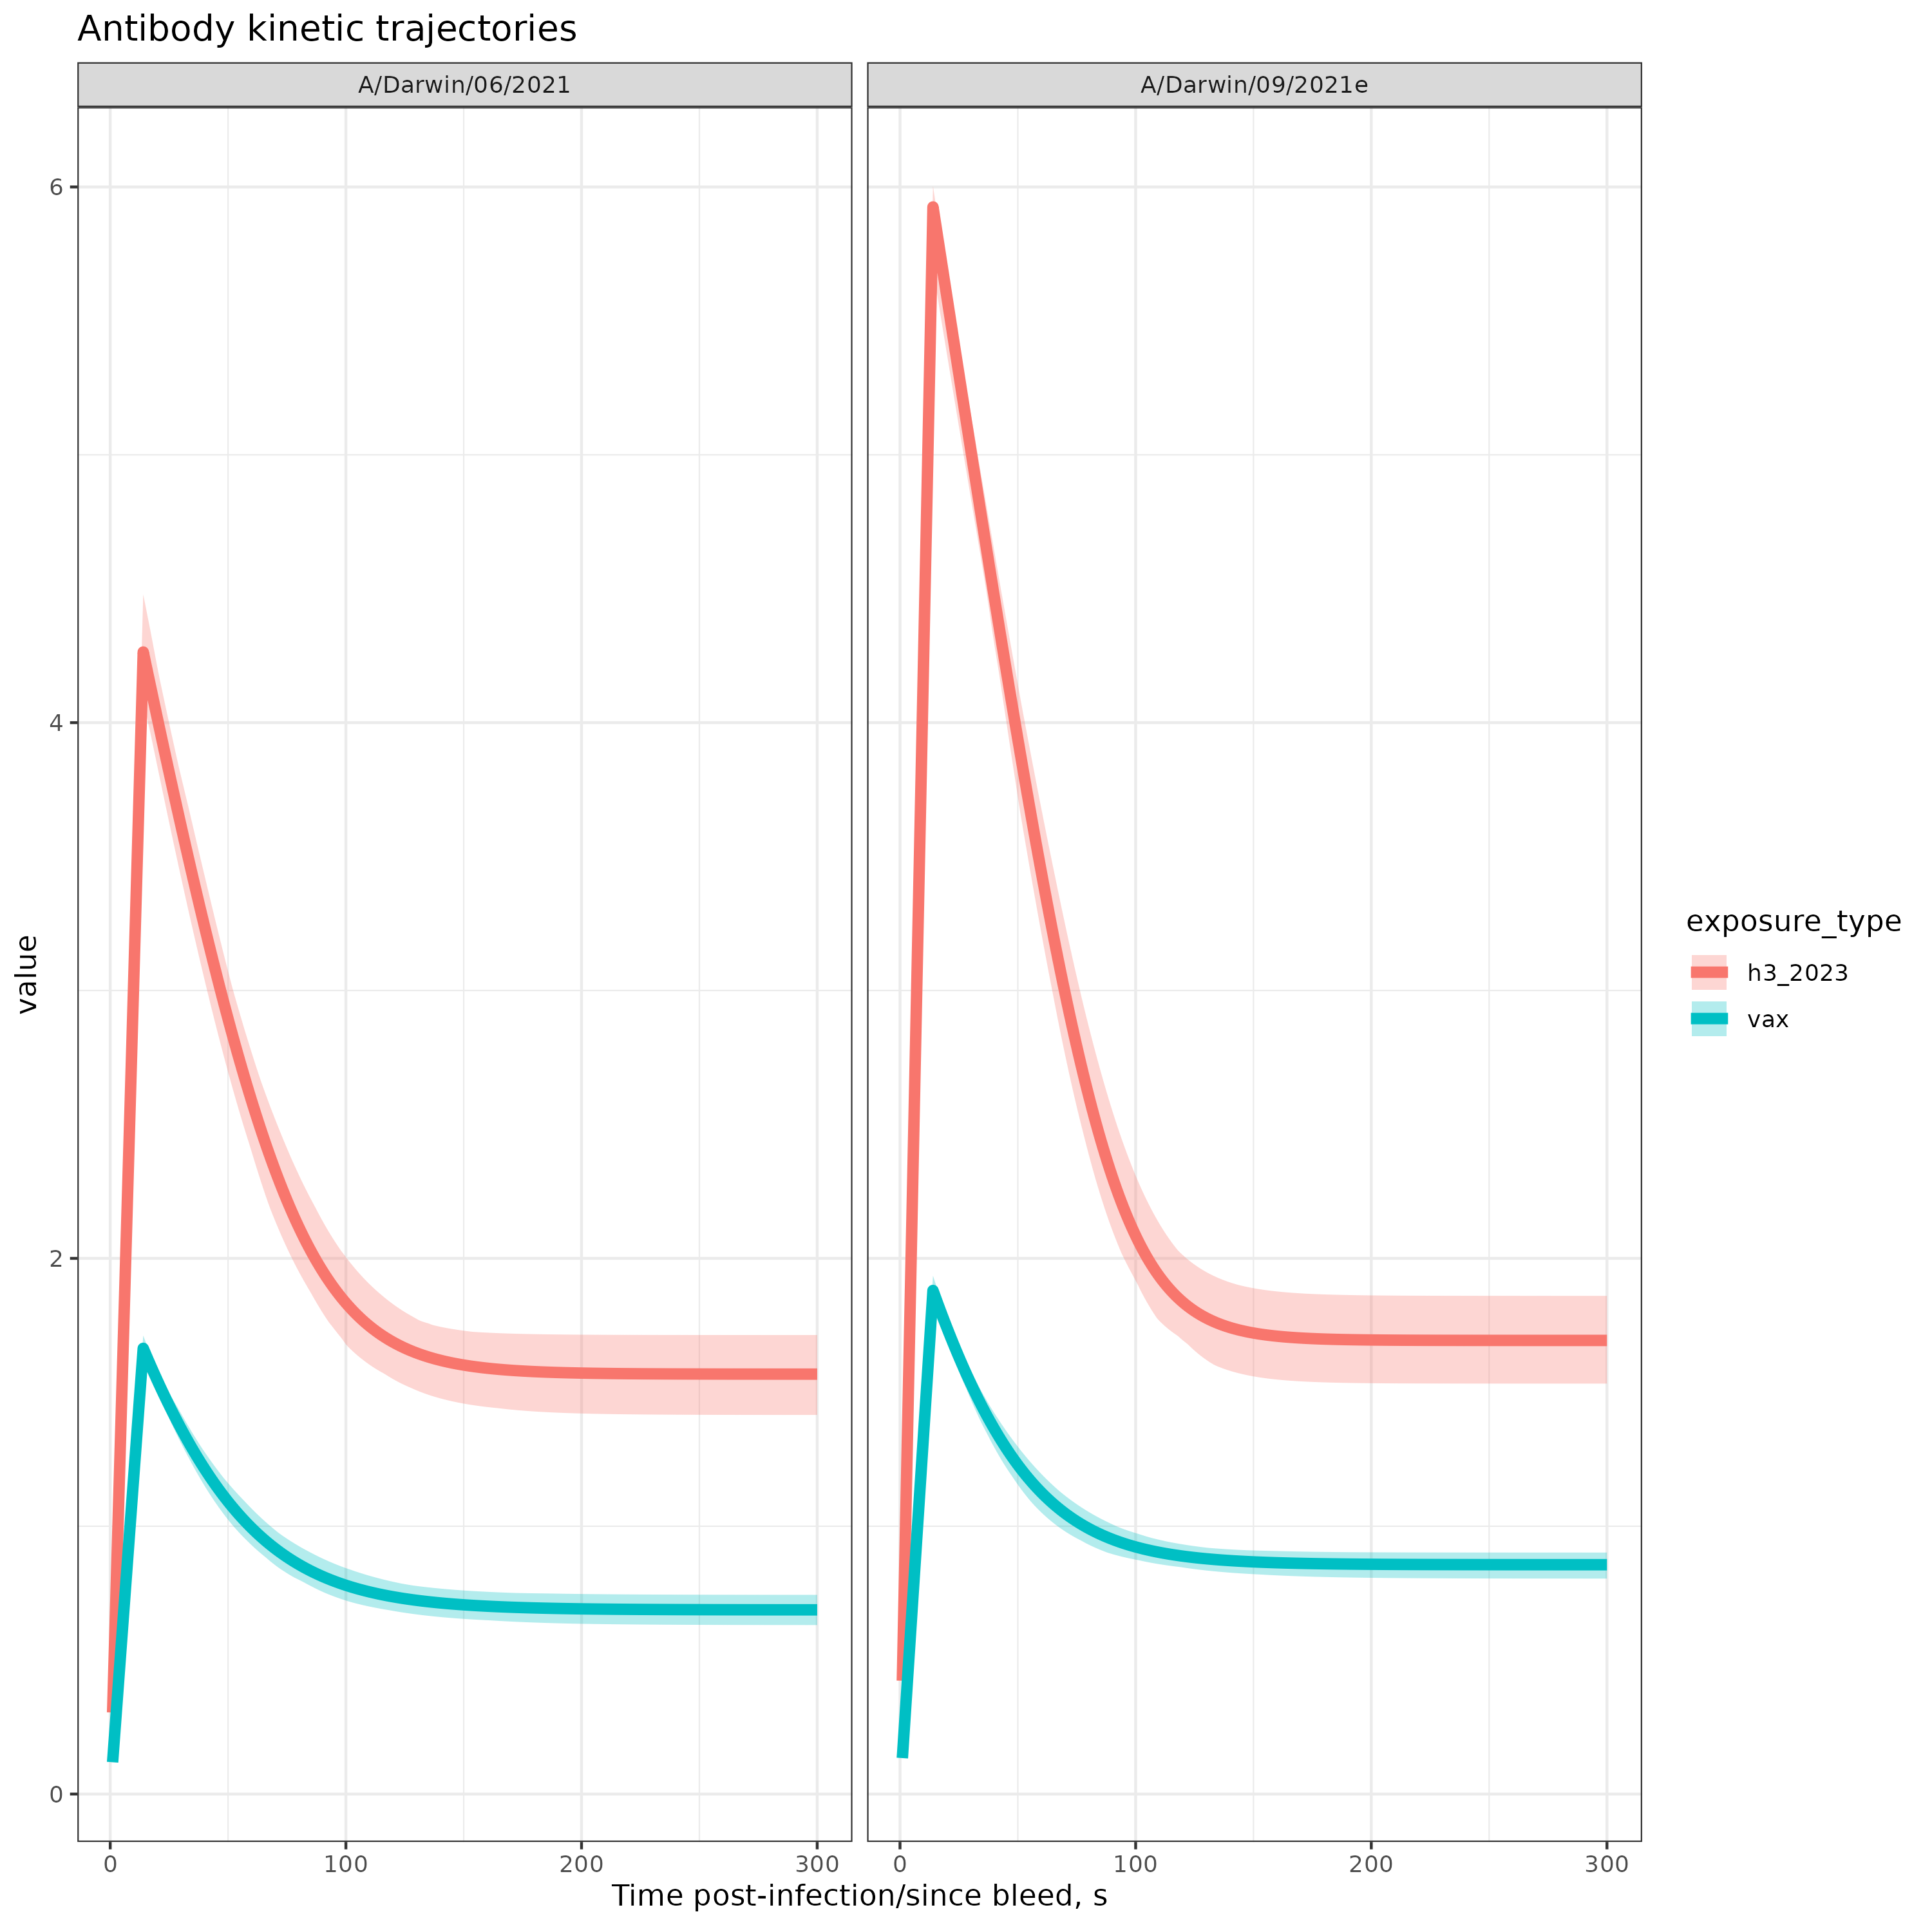 Antibody kinetic trajectories
A/Darwin/06/2021
A/Darwin/09/2021e
6
4
2
0
value
0 100 200 300
0 100 200 300
Time post-infection/since bleed, s
exposure_type
h3_2023
vax